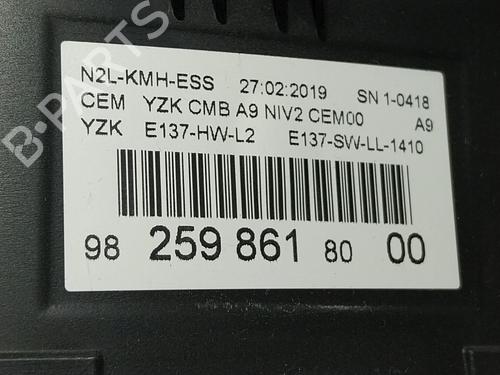 N2L-KMH-ESS 27:02:2019 SN 1-0418
CEM YZK CMB A9 NIV2 CEM00 A9
YZK E137-HW-L2 E137-SW-LL-1410
98 259 861 80 00
B-PARTS